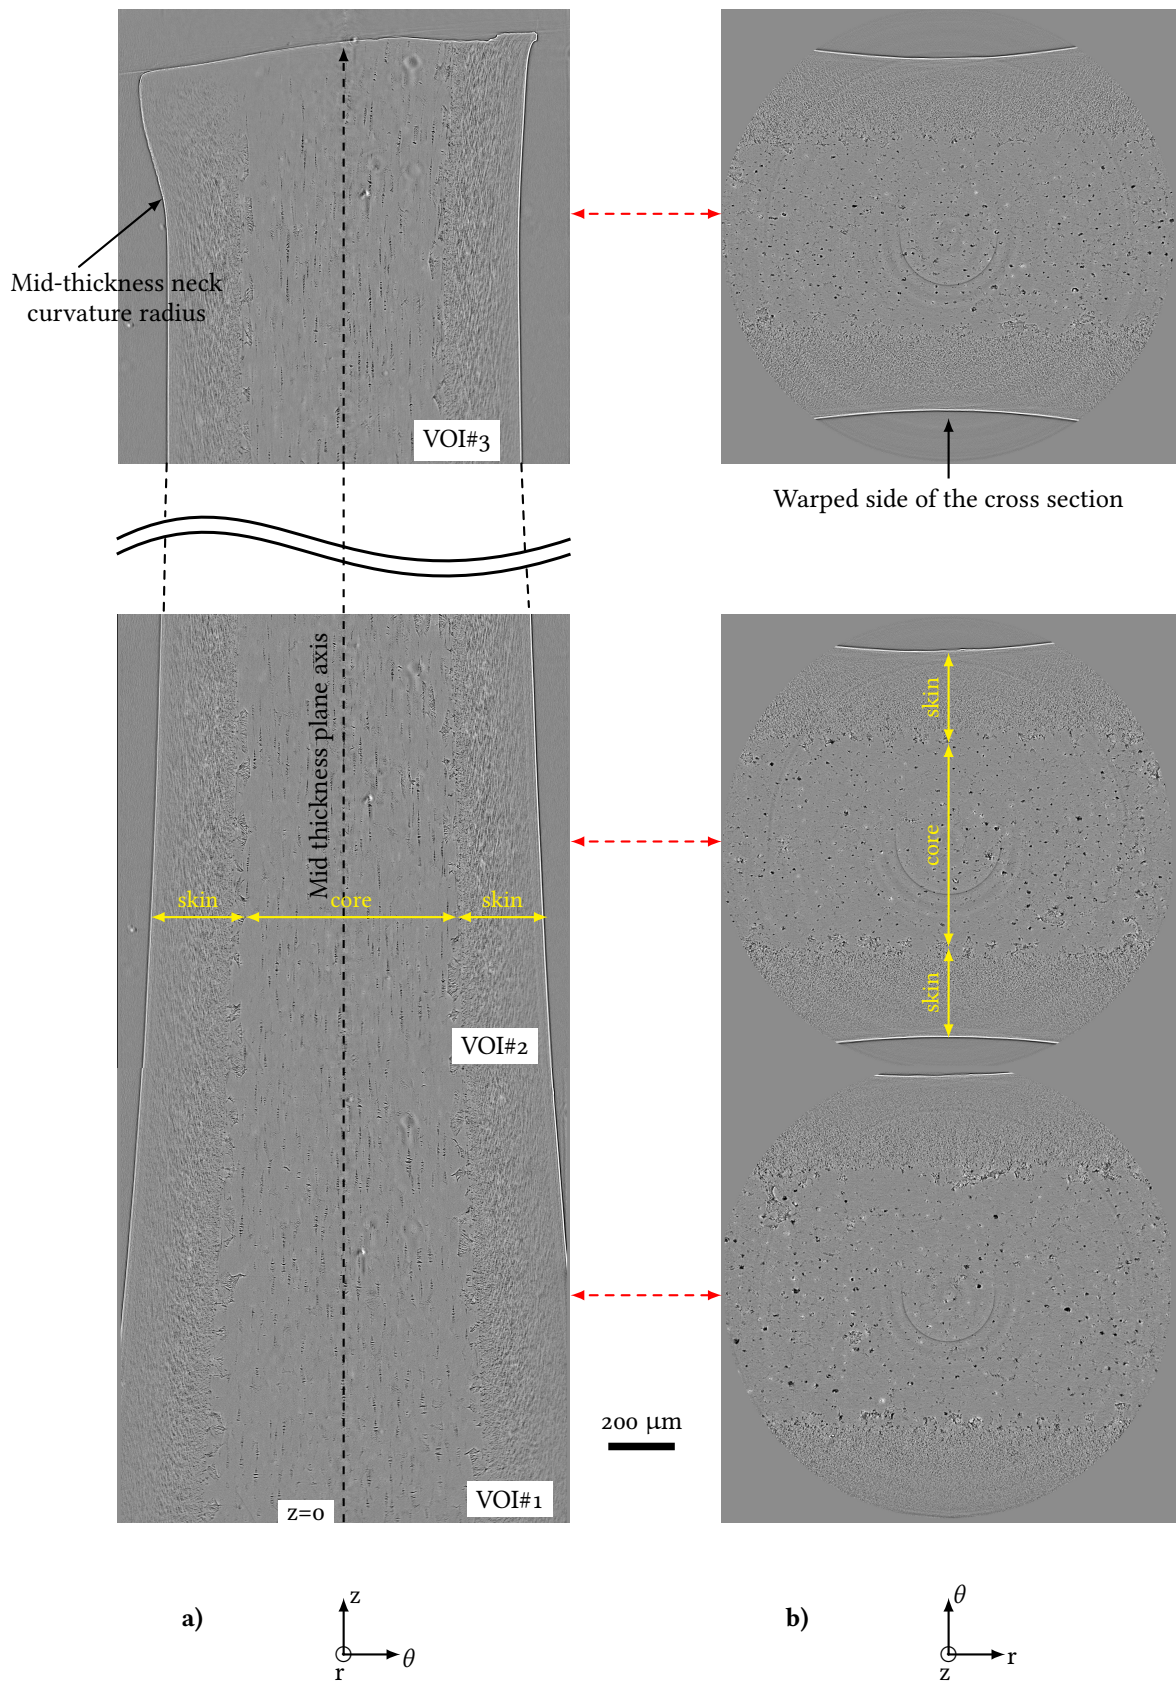 Mid-thickness neck
curvature radius
VOI#3
Warped side of the cross section
Mid thickness plane axis
skin
core
skin
VOI#2
skin
core
skin
200 μm
VOI#1
z=0
a)
z
r
θ
b)
θ
z
r